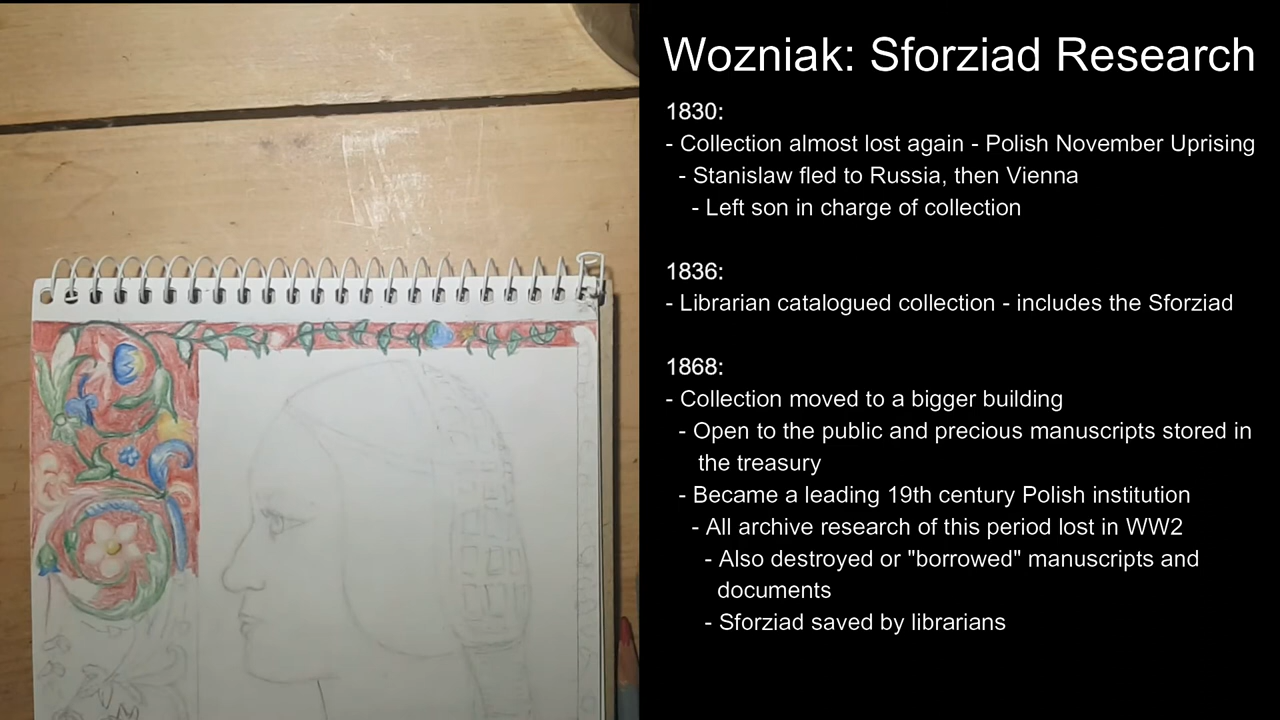 Wozniak: Sforziad Research
1830:
- Collection almost lost again - Polish November Uprising
- Stanislaw fled to Russia, then Vienna
- Left son in charge of collection
1836:
- Librarian catalogued collection - includes the Sforziad
1868:
- Collection moved to a bigger building
- Open to the public and precious manuscripts stored in
the treasury
- Became a leading 19th century Polish institution
- All archive research of this period lost in WW2
- Also destroyed or "borrowed" manuscripts and
documents
- Sforziad saved by librarians